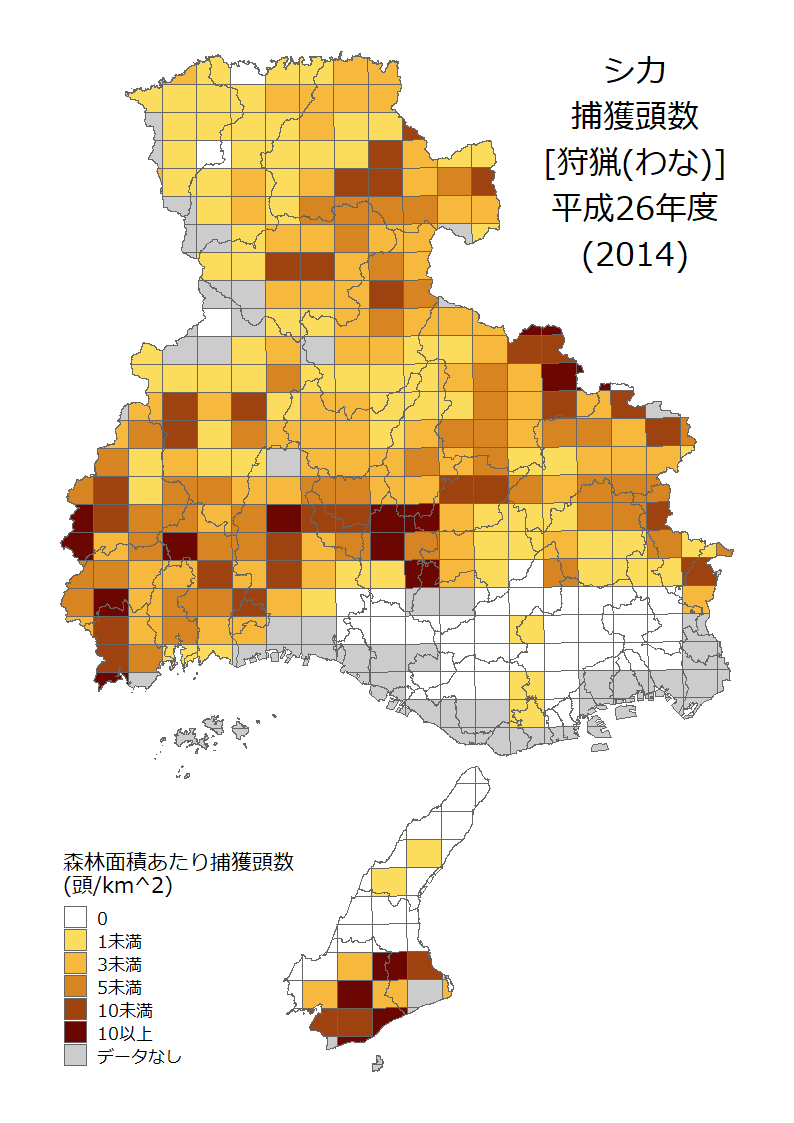 シカ
捕獲頭数
[狩猟(わな)]
平成26年度
(2014)
森林面積あたり捕獲頭数
(頭/km^2)
0
1未満
3未満
5未満
10未満
10以上
データなし